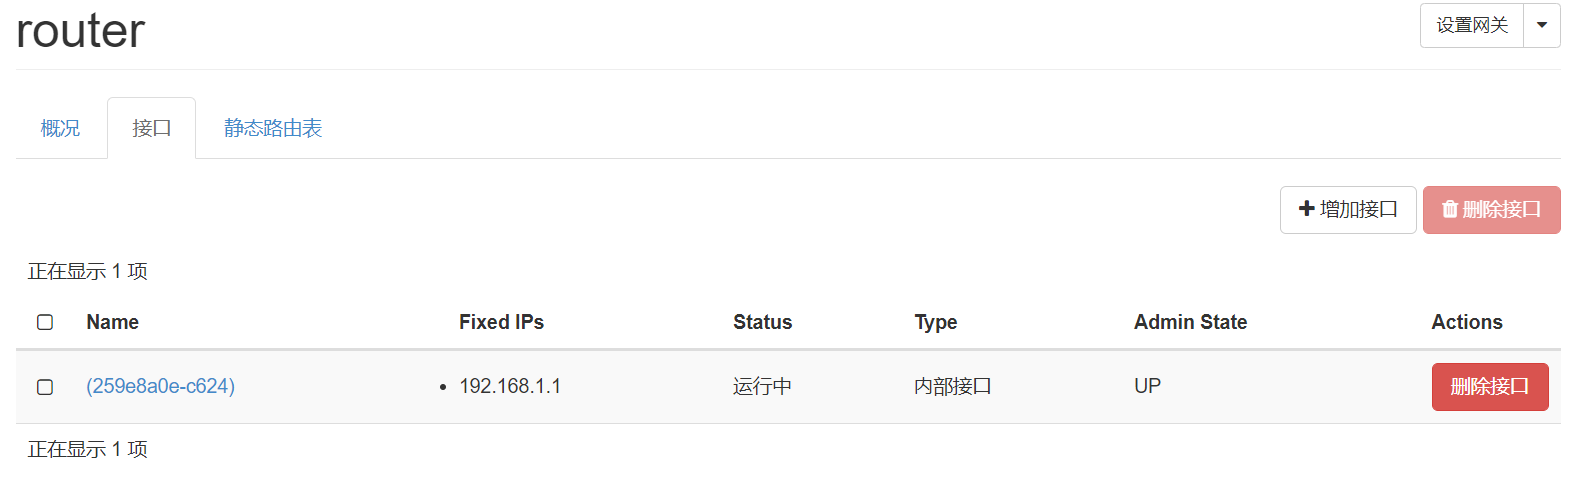 router
设置网关
概况 接口 静态路由表
增加接口 删除接口
正在显示 1 项
Name Fixed IPs Status Type Admin State Actions
(259e8a0e-c624) • 192.168.1.1 运行中 内部接口 UP 删除接口
正在显示 1 项